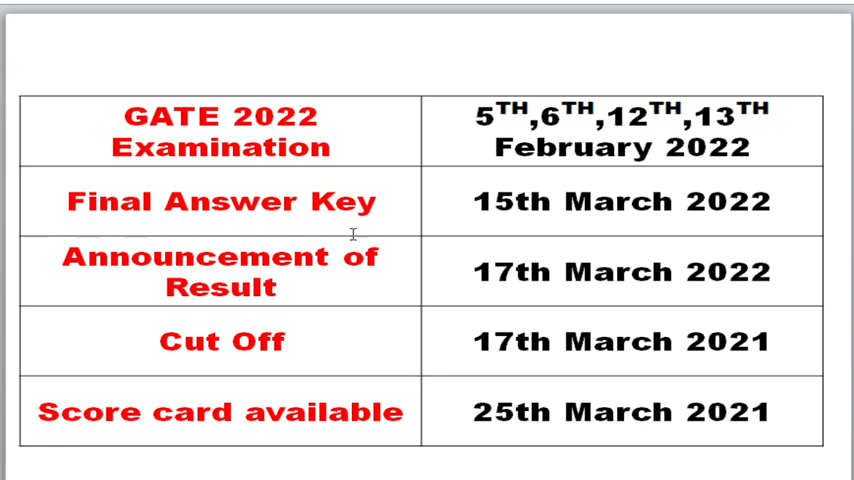 GATE 2022
Examination
5TH,6TH,12TH,13TH
February 2022
Final Answer Key
15th March 2022
Announcement of
Result
17th March 2022
Cut Off
17th March 2021
Score card available
25th March 2021